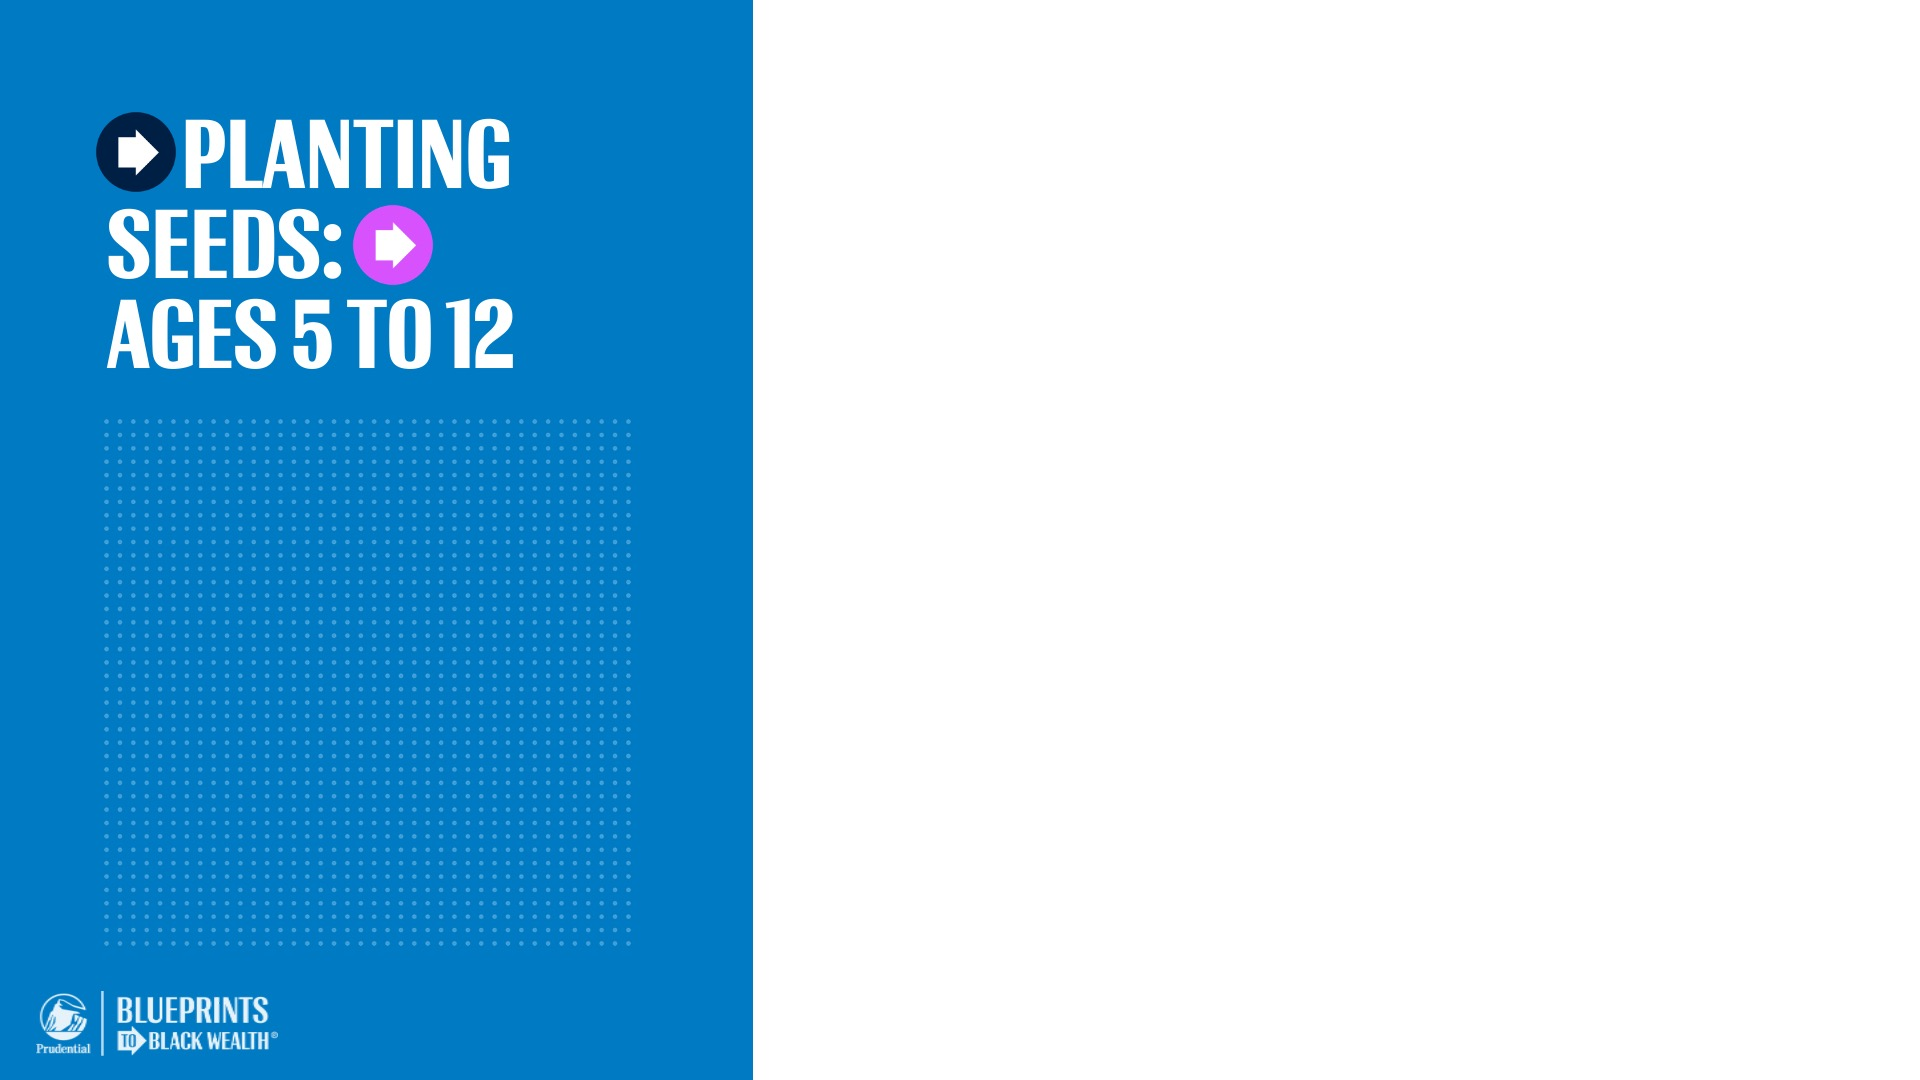 PLANTING
SEEDS:
AGES 5 TO 12
Prudential
BLUEPRINTS
TO BLACK WEALTH®